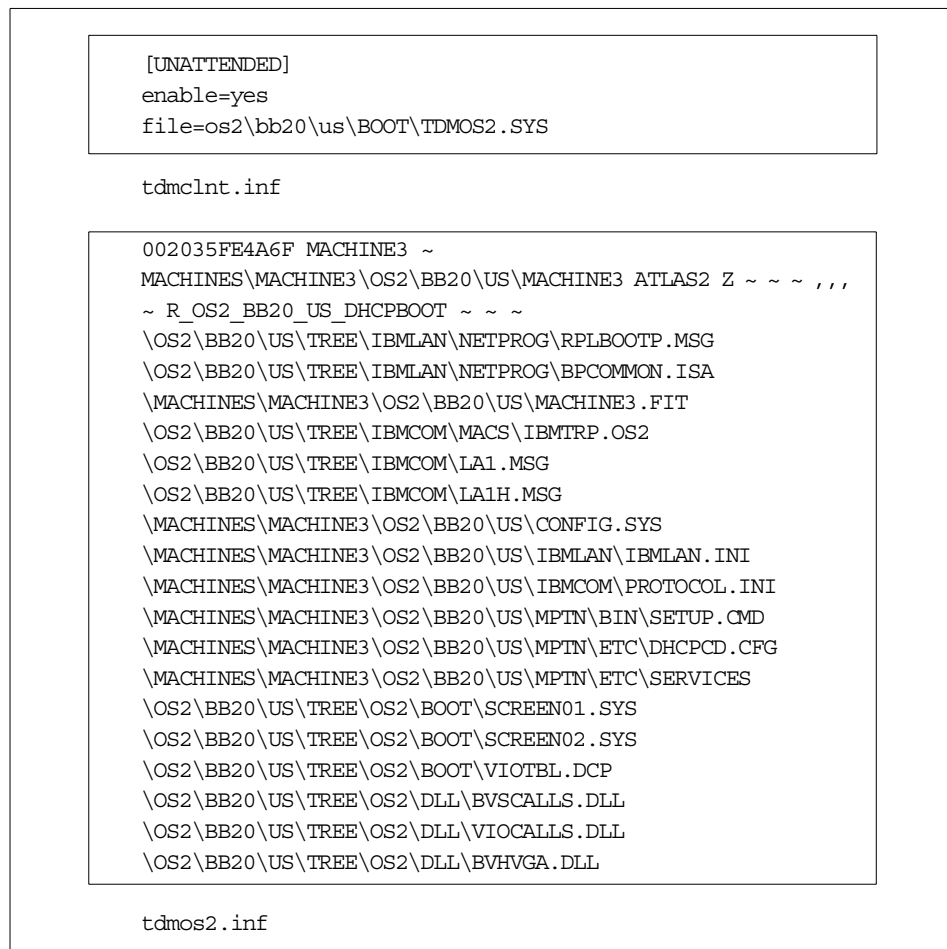 [UNATTENDED]
enable=yes
file=os2\bb20\us\BOOT\TDMOS2.SYS
tdmclnt.inf
002035FE4A6F MACHINE3 ~
MACHINES\MACHINE3\OS2\BB20\US\MACHINE3 ATLAS2 Z ~ ~ ~ ,,,
~ R_OS2_BB20_US_DHCPBOOT ~ ~ ~
\OS2\BB20\US\TREE\IBMLAN\NETPROG\RPLBOOTP.MSG
\OS2\BB20\US\TREE\IBMLAN\NETPROG\BPCOMMON.ISA
\MACHINES\MACHINE3\OS2\BB20\US\MACHINE3.FIT
\OS2\BB20\US\TREE\IBMCOM\MACS\IBMTRP.OS2
\OS2\BB20\US\TREE\IBMCOM\LA1.MSG
\OS2\BB20\US\TREE\IBMCOM\LA1H.MSG
\MACHINES\MACHINE3\OS2\BB20\US\CONFIG.SYS
\MACHINES\MACHINE3\OS2\BB20\US\IBMLAN\IBMLAN.INI
\MACHINES\MACHINE3\OS2\BB20\US\IBMCOM\PROTOCOL.INI
\MACHINES\MACHINE3\OS2\BB20\US\MPTN\BIN\SETUP.CMD
\MACHINES\MACHINE3\OS2\BB20\US\MPTN\ETC\DHCPCD.CFG
\MACHINES\MACHINE3\OS2\BB20\US\MPTN\ETC\SERVICES
\OS2\BB20\US\TREE\OS2\BOOT\SCREEN01.SYS
\OS2\BB20\US\TREE\OS2\BOOT\SCREEN02.SYS
\OS2\BB20\US\TREE\OS2\BOOT\VIOTBL.DCP
\OS2\BB20\US\TREE\OS2\DLL\BVSCALLS.DLL
\OS2\BB20\US\TREE\OS2\DLL\VIOCALLS.DLL
\OS2\BB20\US\TREE\OS2\DLL\BVHVGA.DLL
tdmos2.inf